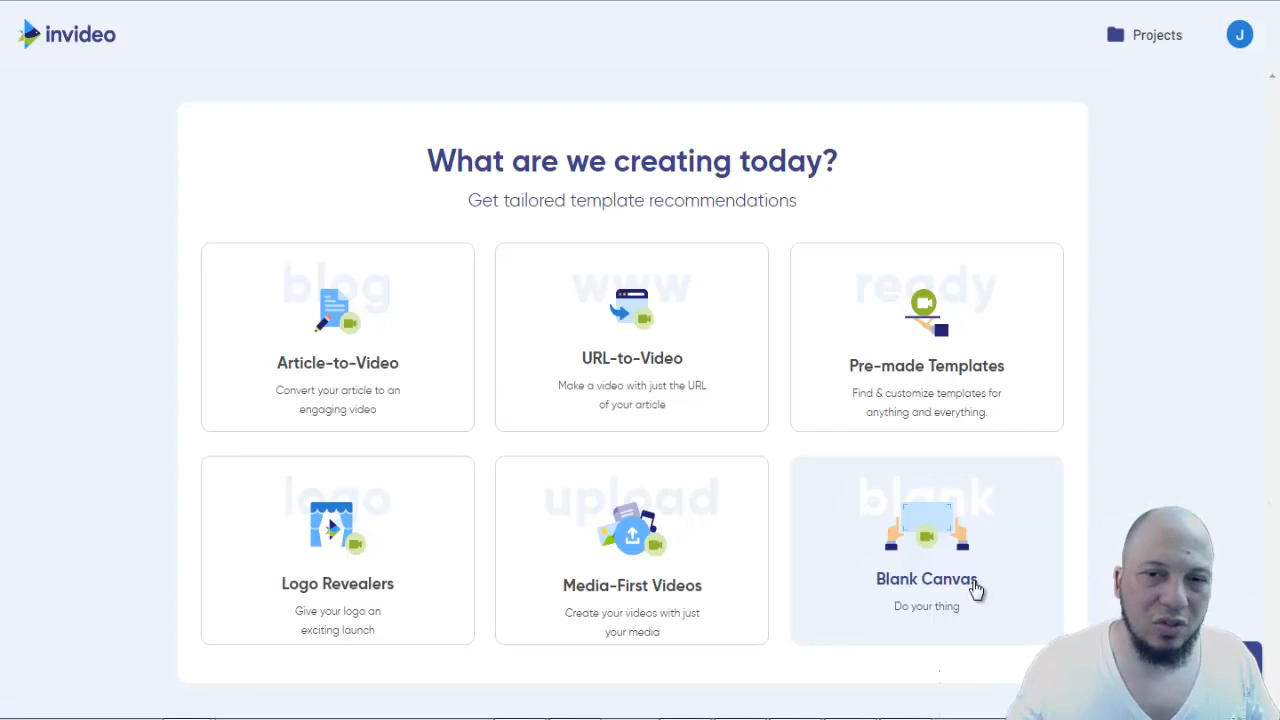 invideo
Projects
J
What are we creating today?
Get tailored template recommendations
blog
Article-to-Video
Convert your article to an
engaging video
www
URL-to-Video
Make a video with just the URL
of your article
ready
Pre-made Templates
Find & customize templates for
anything and everything.
logo
Logo Revealers
Give your logo an
exciting launch
upload
Media-First Videos
Create your videos with just
your media
blank
Blank Canvas
Do your thing